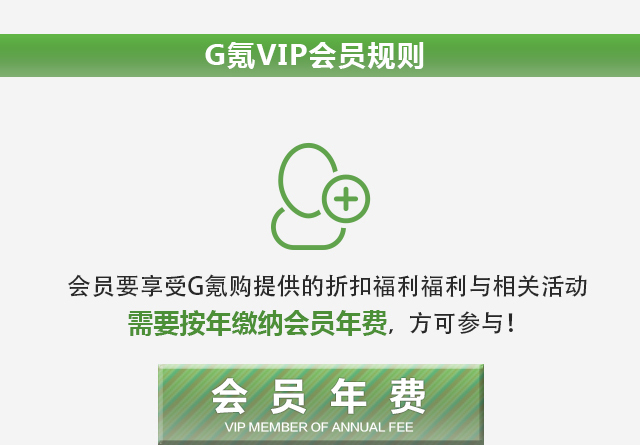 G氪VIP会员规则
会员要享受G氪购提供的折扣福利福利与相关活动
需要按年缴纳会员年费，方可参与！
会员年费
VIP MEMBER OF ANNUAL FEE